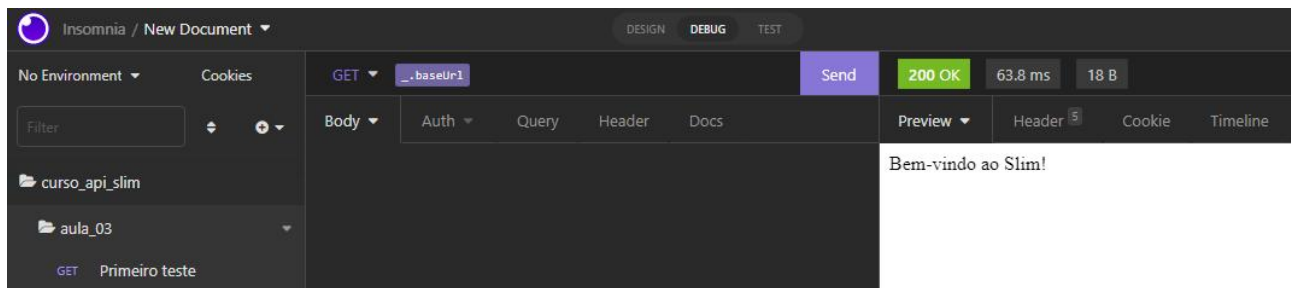 Insomnia / New Document
DESIGN DEBUG TEST
No Environment Cookies
GET _.baseUrl Send
200 OK 63.8 ms 18 B
Filter
Body Auth Query Header Docs
Preview Header 5 Cookie Timeline
Bem-vindo ao Slim!
curso_api_slim
aula_03
GET Primeiro teste